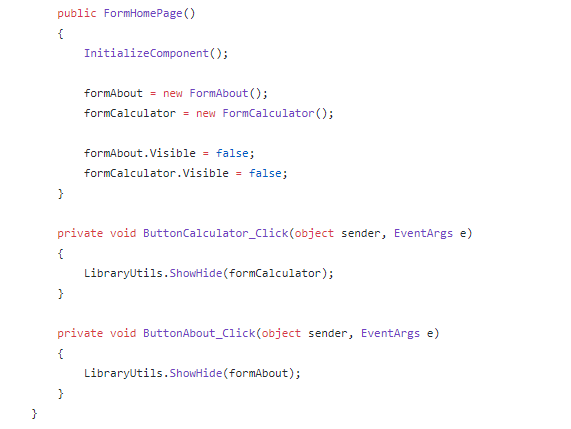 public FormHomePage()
{
InitializeComponent();
formAbout = new FormAbout();
formCalculator = new FormCalculator();
formAbout.Visible = false;
formCalculator.Visible = false;
}
private void ButtonCalculator_Click(object sender, EventArgs e)
{
LibraryUtils.ShowHide(formCalculator);
}
private void ButtonAbout_Click(object sender, EventArgs e)
{
LibraryUtils.ShowHide(formAbout);
}
}